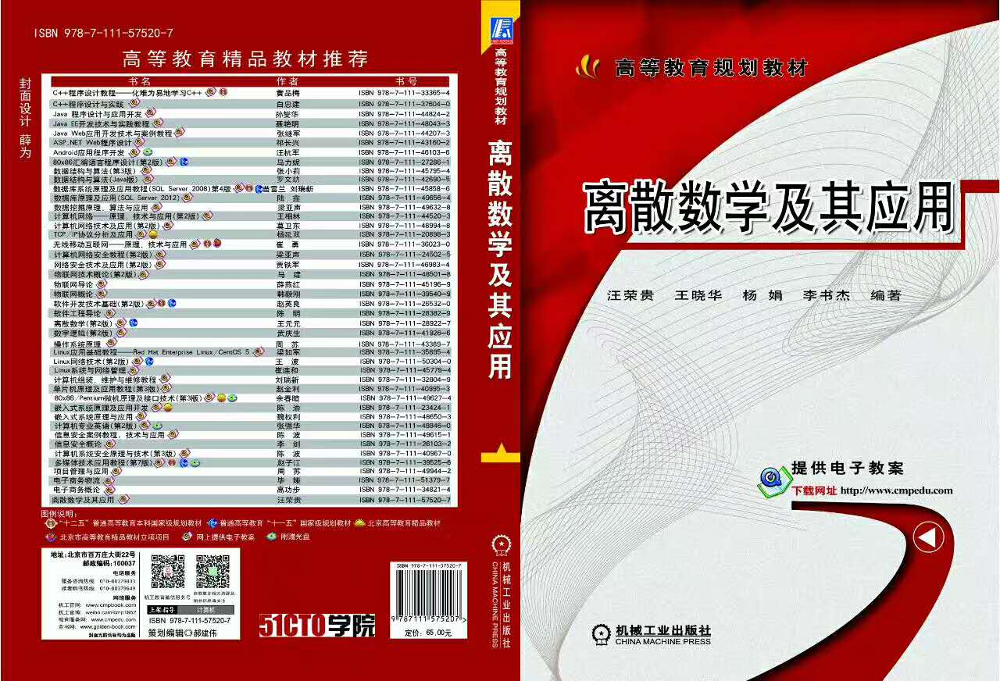 ISBN 978-7-111-57520-7
高等教育精品教材推荐
封面设计 薛为
书名 作者 书号
C++程序设计教程——化难为易地学习C++ 黄品梅 ISBN 978-7-111-33365-4
C++程序设计与实践 白忠建 ISBN 978-7-111-37604-0
Java 程序设计与应用开发 孙燮华 ISBN 978-7-111-44824-2
Java EE开发技术与实践教程 聂艳明 ISBN 978-7-111-48043-3
Java Web应用开发技术与案例教程 张继军 ISBN 978-7-111-44207-3
ASP.NET Web程序设计 祁长兴 ISBN 978-7-111-43160-2
Android应用程序开发 汪杭军 ISBN 978-7-111-46103-6
80x86汇编语言程序设计(第2版) 马力妮 ISBN 978-7-111-27286-1
数据结构与算法(第3版) 张小莉 ISBN 978-7-111-45795-4
数据结构与算法(Java版) 罗文劼 ISBN 978-7-111-42690-5
数据库系统原理及应用教程(SQL Server 2008)第4版 苗雪兰 刘瑞新 ISBN 978-7-111-45858-6
数据库原理及应用(SQL Server 2012) 陆 鑫 ISBN 978-7-111-49656-4
数据挖掘原理、算法与应用 梁亚声 ISBN 978-7-111-49632-8
计算机网络——原理、技术与应用(第2版) 王相林 ISBN 978-7-111-44520-3
计算机网络技术及应用(第2版) 莫卫东 ISBN 978-7-111-48994-8
TCP/IP协议分析及应用 杨延双 ISBN 978-7-111-20898-3
无线移动互联网——原理、技术与应用 崔 勇 ISBN 978-7-111-36023-0
计算机网络安全教程(第2版) 梁亚声 ISBN 978-7-111-24502-5
网络安全技术及应用(第2版) 贾铁军 ISBN 978-7-111-46983-4
物联网技术概论(第2版) 马 建 ISBN 978-7-111-48501-8
物联网导论 薛燕红 ISBN 978-7-111-45196-9
物联网概论 韩毅刚 ISBN 978-7-111-39540-9
软件开发技术基础(第2版) 赵英良 ISBN 978-7-111-26532-0
软件工程导论 陈 明 ISBN 978-7-111-28382-9
离散数学(第2版) 王元元 ISBN 978-7-111-28922-7
数字逻辑(第2版) 武庆生 ISBN 978-7-111-41926-6
操作系统原理 周 苏 ISBN 978-7-111-43389-7
Linux应用基础教程——Red Hat Enterprise Linux/CentOS 5 梁如军 ISBN 978-7-111-35895-4
Linux网络技术(第2版) 王 波 ISBN 978-7-111-50304-0
Linux系统与网络管理 崔连和 ISBN 978-7-111-45779-4
计算机组装、维护与维修教程 刘瑞新 ISBN 978-7-111-32804-9
单片机原理及应用教程(第3版) 赵全利 ISBN 978-7-111-40995-3
80x86/Pentium微机原理及接口技术(第3版) 余春暄 ISBN 978-7-111-49627-4
嵌入式系统原理及应用开发 陈 渝 ISBN 978-7-111-23424-1
嵌入式系统原理与应用 魏权利 ISBN 978-7-111-48650-3
计算机专业英语(第2版) 张强华 ISBN 978-7-111-48846-0
信息安全案例教程：技术与应用 陈 波 ISBN 978-7-111-49615-1
信息安全概论 李 剑 ISBN 978-7-111-26103-2
计算机系统安全原理与技术(第3版) 陈 波 ISBN 978-7-111-40967-0
多媒体技术应用教程(第7版) 赵子江 ISBN 978-7-111-39525-6
项目管理与应用 周 苏 ISBN 978-7-111-49944-2
电子商务物流 毕 娅 ISBN 978-7-111-51379-7
电子商务概论 高功步 ISBN 978-7-111-34821-4
离散数学及其应用 汪荣贵 ISBN 978-7-111-57520-7
图例说明：
“十二五”普通高等教育本科国家级规划教材 普通高等教育“十一五”国家级规划教材 北京高等教育精品教材
北京市高等教育精品教材立项项目 网上提供电子教案 附赠光盘
地址:北京市百万庄大街22号
邮政编码:100037
电话服务
服务咨询热线: 010-88379833
读者购书热线: 010-88379649
网络服务
机工官网: www.cmpbook.com
机工官博: weibo.com/cmp1952
教育服务网: www.cmpedu.com
金书网: www.golden-book.com
封面无防伪标均为盗版
机工教育微信服务号
上架指导 计算机
ISBN 978-7-111-57520-7
策划编辑◎郝建伟
51CTO学院
ISBN 978-7-111-57520-7
9 787111 575207 >
定价：65.00元
高等教育规划教材
离散数学及其应用
机械工业出版社
CHINA MACHINE PRESS
高等教育规划教材
离散数学及其应用
汪荣贵 王晓华 杨 娟 李书杰 编著
提供电子教案
下载网址 http://www.cmpedu.com
机械工业出版社
CHINA MACHINE PRESS